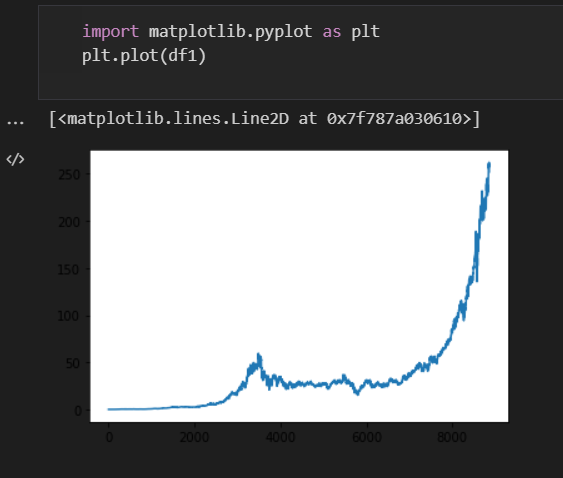 import matplotlib.pyplot as plt
plt.plot(df1)
...
[<matplotlib.lines.Line2D at 0x7f787a030610>]
</>
250
200
150
100
50
0
0 2000 4000 6000 8000